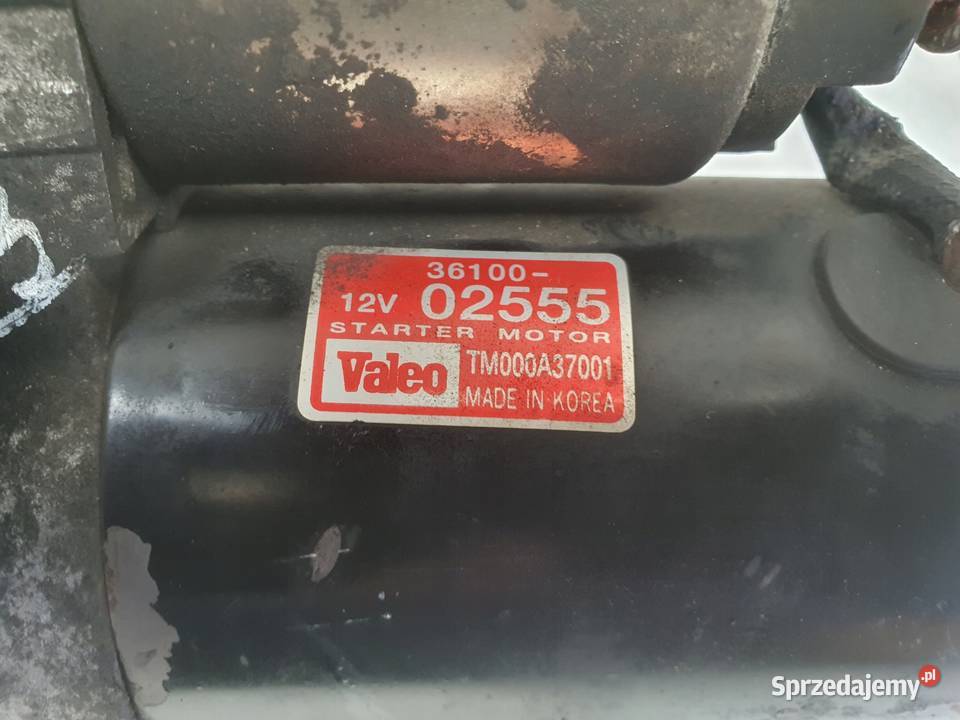 36100-
12V 02555
STARTER MOTOR
Valeo TM000A37001
MADE IN KOREA
Sprzedajemy.pl